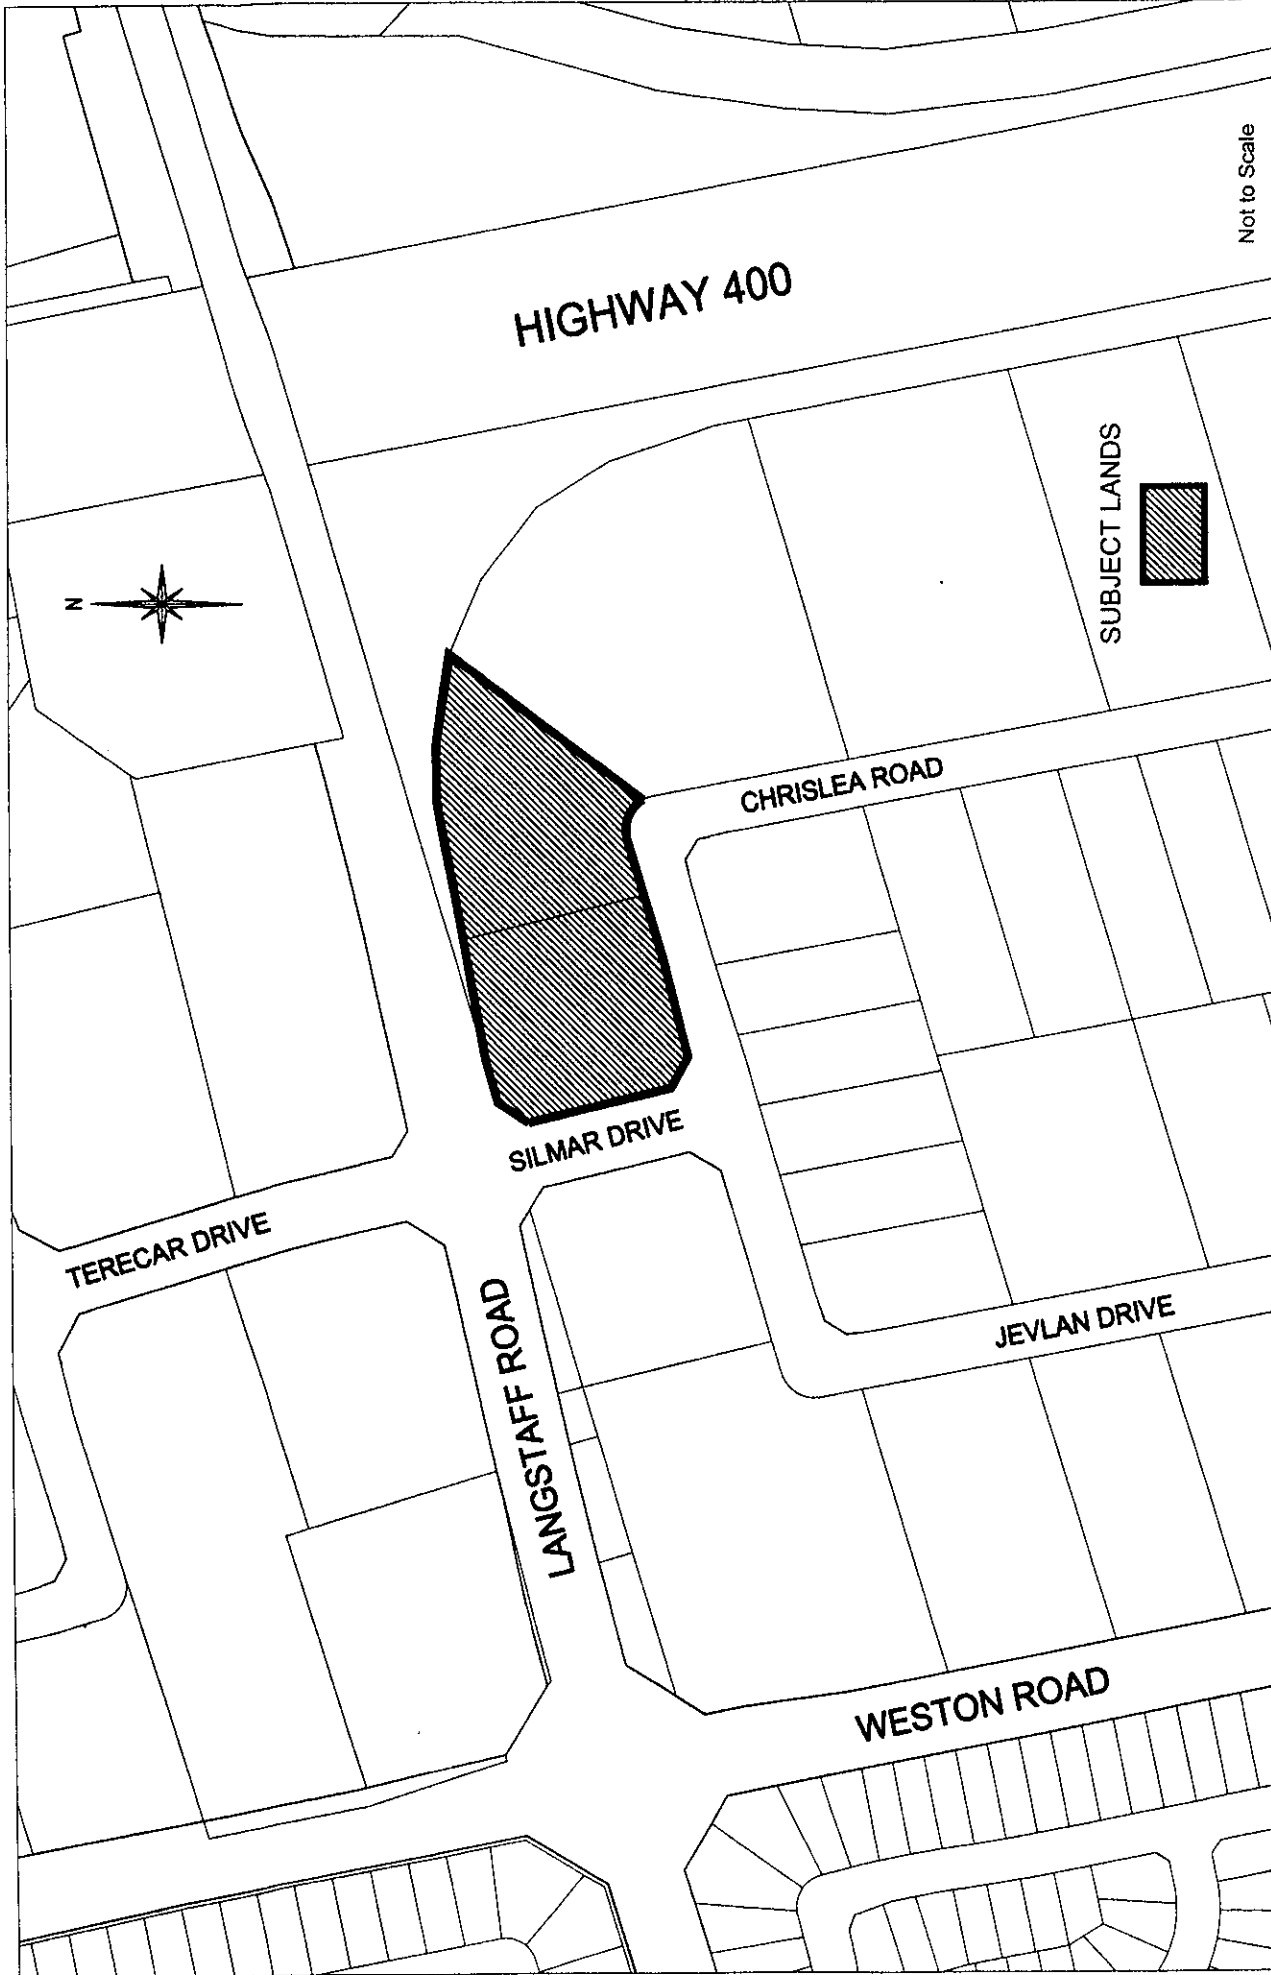 Not to Scale
HIGHWAY 400
N
SUBJECT LANDS
CHRISLEA ROAD
SILMAR DRIVE
TERECAR DRIVE
LANGSTAFF ROAD
JEVLAN DRIVE
WESTON ROAD